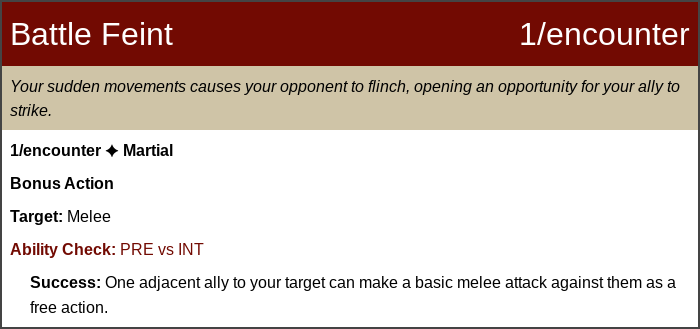 Battle Feint 1/encounter
Your sudden movements causes your opponent to flinch, opening an opportunity for your ally to
strike.
1/encounter ✦ Martial
Bonus Action
Target: Melee
Ability Check: PRE vs INT
Success: One adjacent ally to your target can make a basic melee attack against them as a
free action.